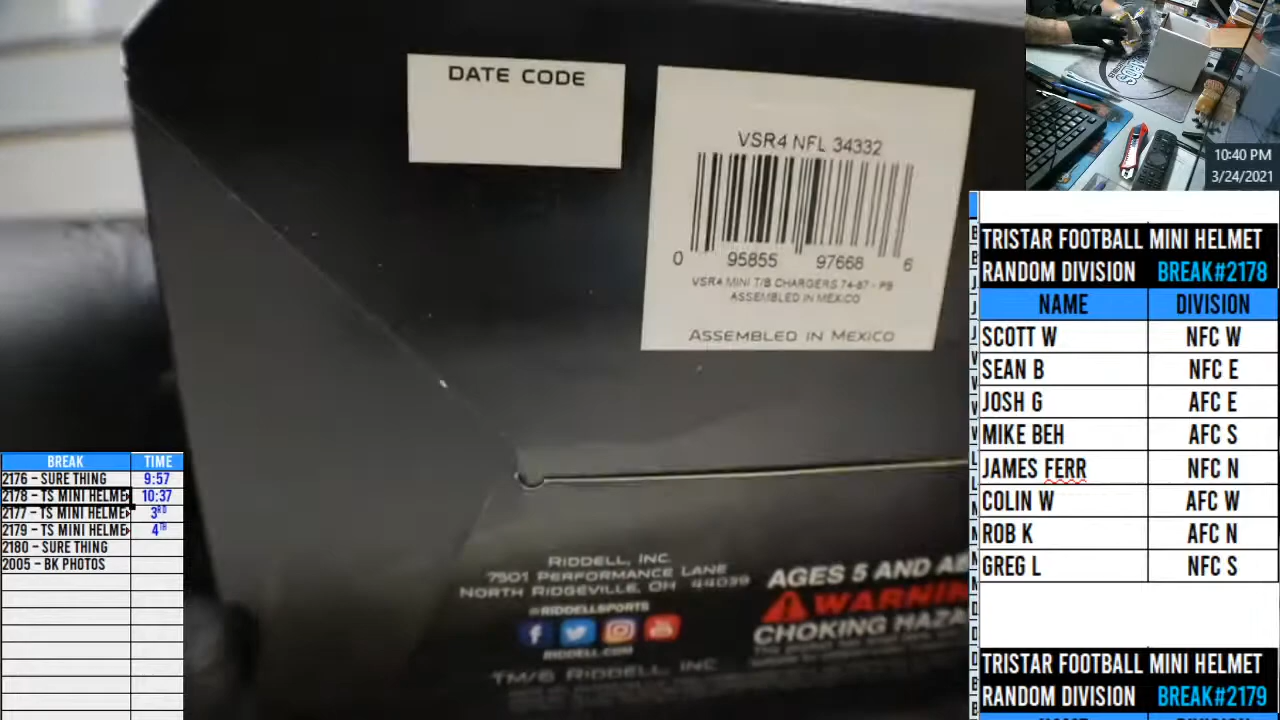 DATE CODE
VSR4 NFL 34332
0 95855 97668 6
VSR4 MINI T/B CHARGERS 74-87 - PB
ASSEMBLED IN MEXICO
ASSEMBLED IN MEXICO
RIDDELL, INC.
7501 PERFORMANCE LANE
NORTH RIDGEVILLE, OH 44039
@RIDDELLSPORTS
RIDDELL.COM
TM/© RIDDELL, INC
AGES 5 AND
WARNIN
CHOKING HAZA
10:40 PM
3/24/2021
TRISTAR FOOTBALL MINI HELMET
RANDOM DIVISION BREAK#2178
NAME DIVISION
SCOTT W NFC W
SEAN B NFC E
JOSH G AFC E
MIKE BEH AFC S
JAMES FERR NFC N
COLIN W AFC W
ROB K AFC N
GREG L NFC S
TRISTAR FOOTBALL MINI HELMET
RANDOM DIVISION BREAK#2179
BREAK TIME
2176 – SURE THING 9:57
2178 – TS MINI HELME 10:37
2177 – TS MINI HELME 3RD
2179 – TS MINI HELME 4TH
2180 – SURE THING
2005 – BK PHOTOS